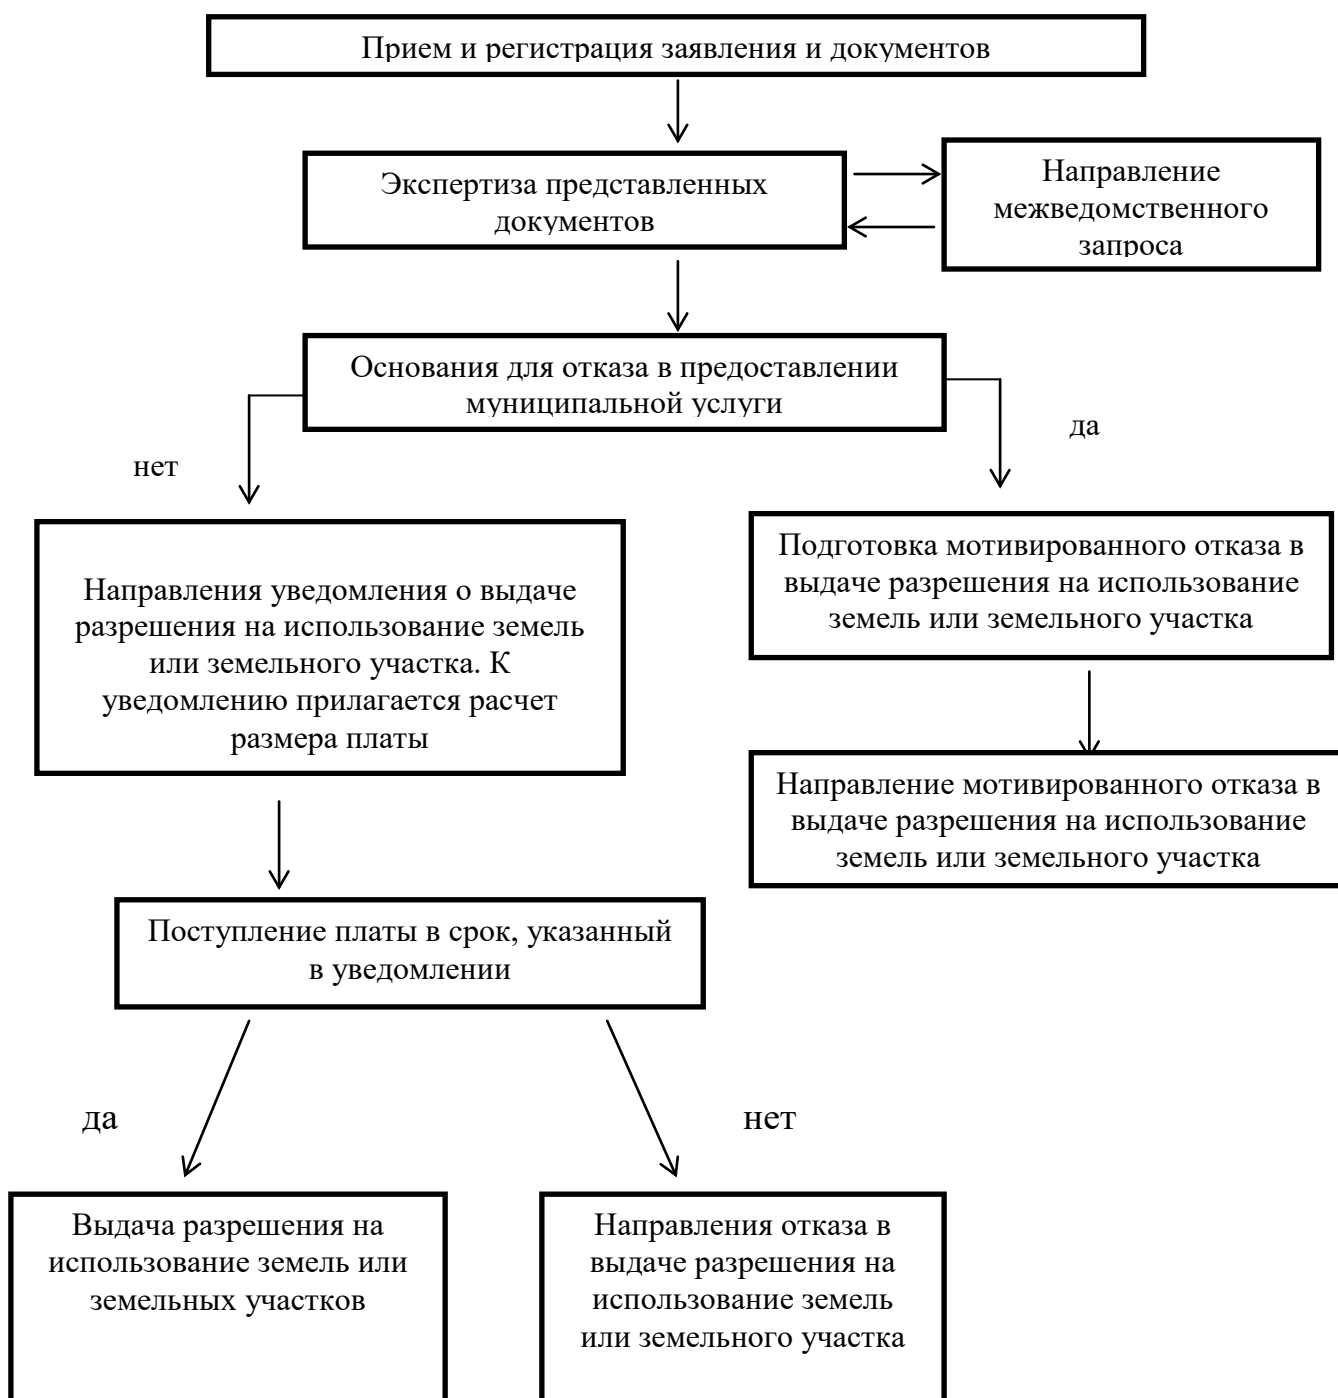 Прием и регистрация заявления и документов
Экспертиза представленных
документов
Направление
межведомственного
запроса
Основания для отказа в предоставлении
муниципальной услуги
нет
да
Направления уведомления о выдаче
разрешения на использование земель
или земельного участка. К
уведомлению прилагается расчет
размера платы
Подготовка мотивированного отказа в
выдаче разрешения на использование
земель или земельного участка
Направление мотивированного отказа в
выдаче разрешения на использование
земель или земельного участка
Поступление платы в срок, указанный
в уведомлении
да
нет
Выдача разрешения на
использование земель или
земельных участков
Направления отказа в
выдаче разрешения на
использование земель
или земельного участка